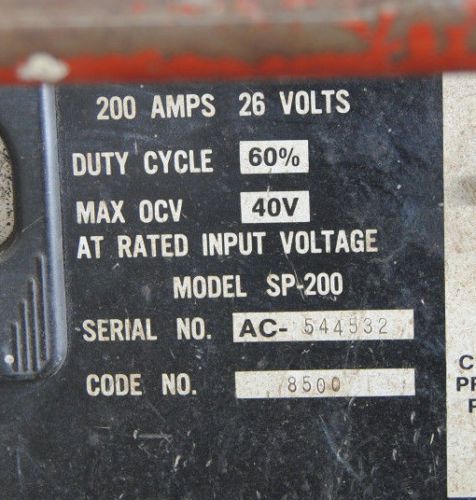 200 AMPS 26 VOLTS
DUTY CYCLE 60%
MAX OCV 40V
AT RATED INPUT VOLTAGE
MODEL SP-200
SERIAL NO. AC- 544532
CODE NO. 8500